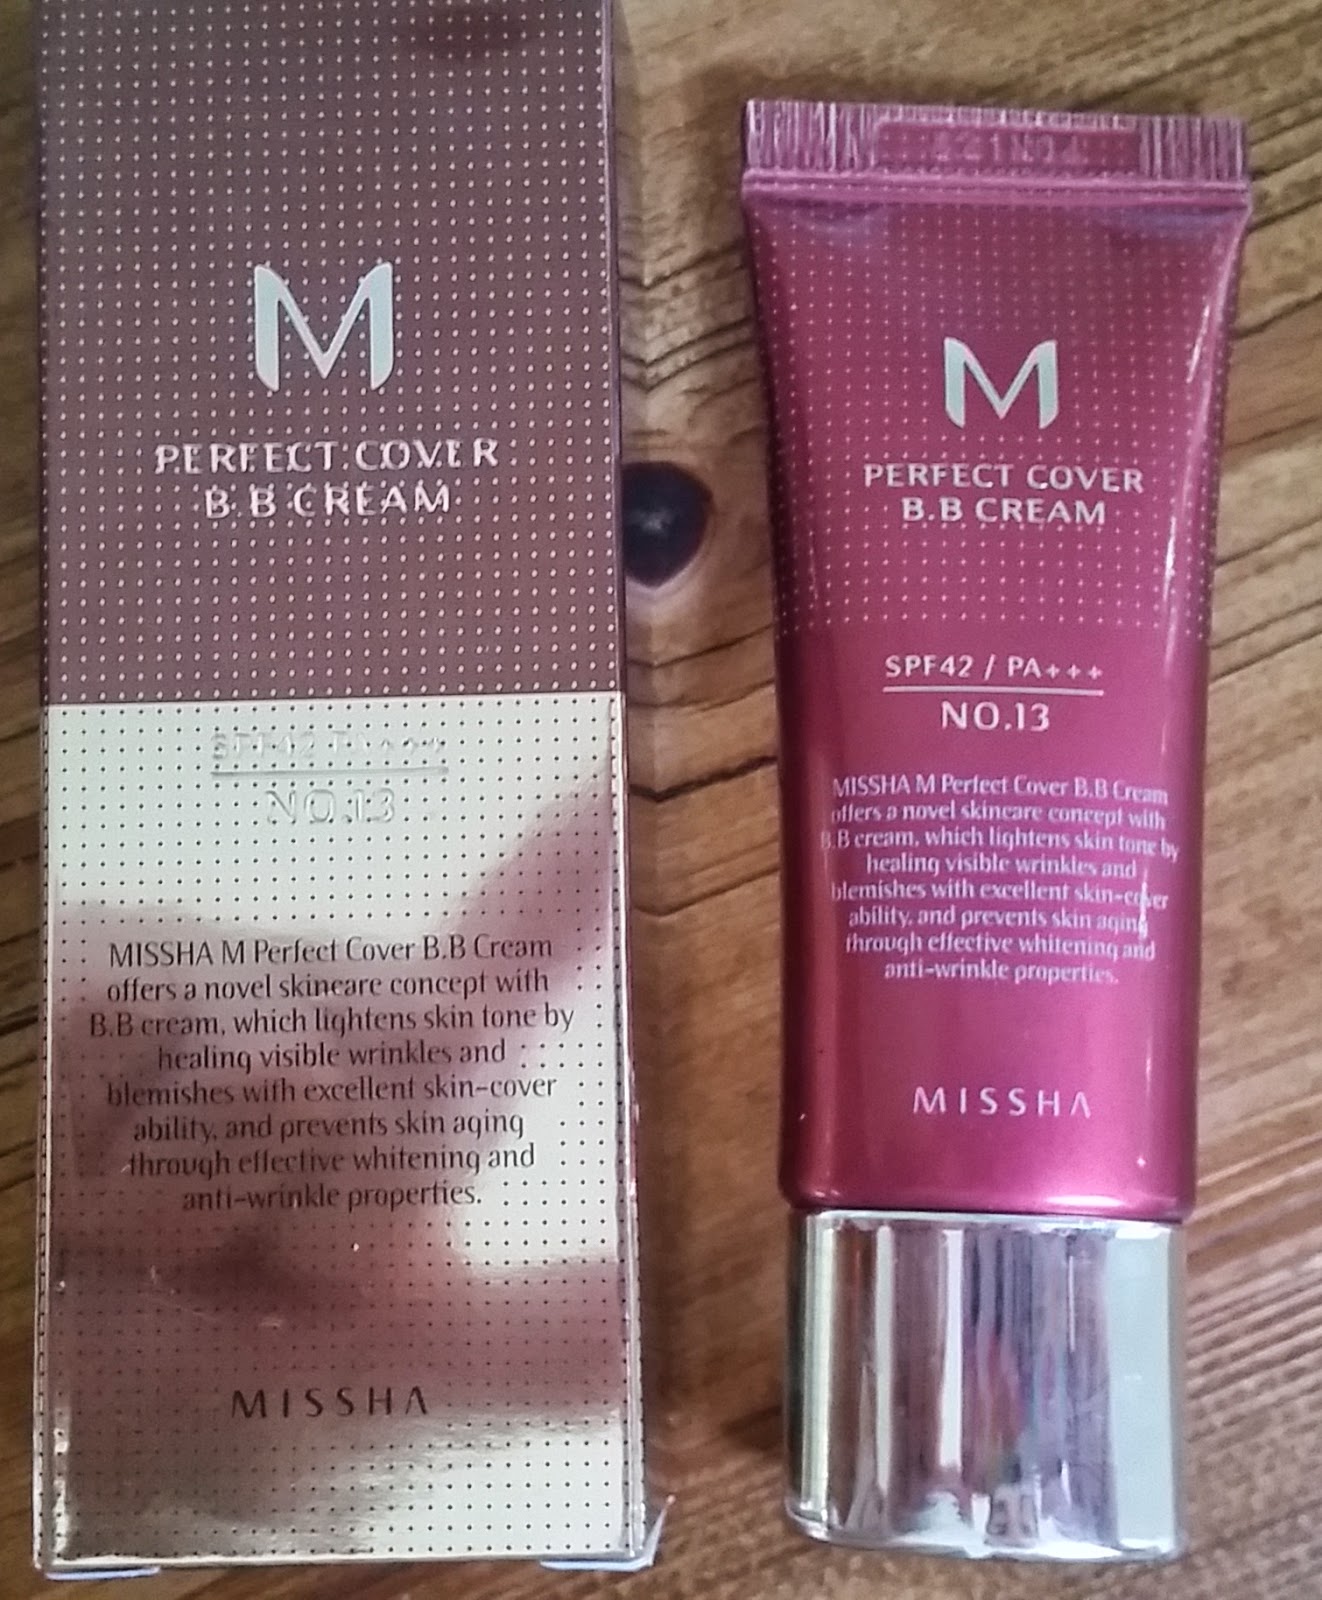 M
PERFECT COVER
B.B CREAM
SPF42 PA+++
NO.13
MISSHA M Perfect Cover B.B Cream
offers a novel skincare concept with
B.B cream, which lightens skin tone by
healing visible wrinkles and
blemishes with excellent skin-cover
ability, and prevents skin aging
through effective whitening and
anti-wrinkle properties.
MISSHA
M
PERFECT COVER
B.B CREAM
SPF42 / PA+++
NO.13
MISSHA M Perfect Cover B.B Cream
offers a novel skincare concept with
B.B cream, which lightens skin tone by
healing visible wrinkles and
blemishes with excellent skin-cover
ability, and prevents skin aging
through effective whitening and
anti-wrinkle properties.
MISSHA